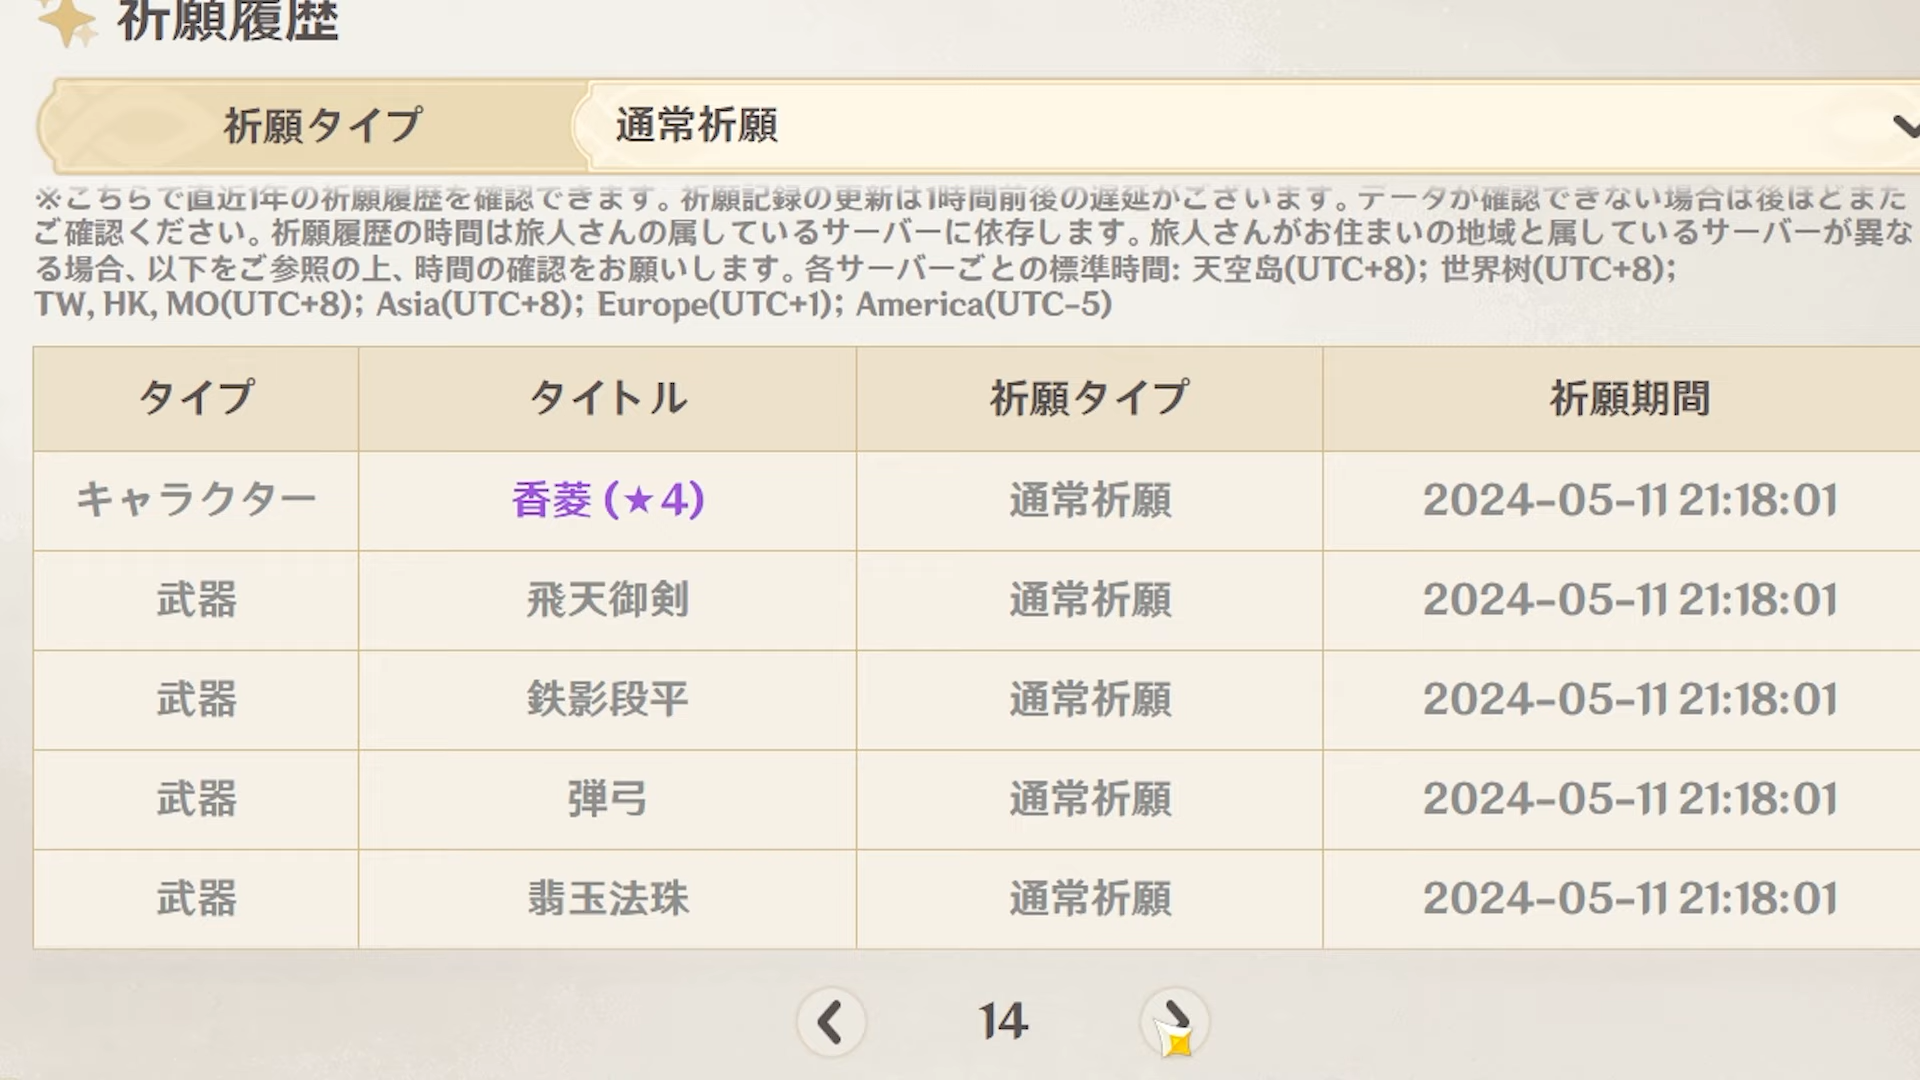 祈願履歴
祈願タイプ 通常祈願
※こちらで直近1年の祈願履歴を確認できます。祈願記録の更新は1時間前後の遅延がございます。データが確認できない場合は後ほどまた
ご確認ください。祈願履歴の時間は旅人さんの属しているサーバーに依存します。旅人さんがお住まいの地域と属しているサーバーが異な
る場合、以下をご参照の上、時間の確認をお願いします。各サーバーごとの標準時間: 天空岛(UTC+8); 世界树(UTC+8);
TW, HK, MO(UTC+8); Asia(UTC+8); Europe(UTC+1); America(UTC-5)
タイプ タイトル 祈願タイプ 祈願期間
キャラクター 香菱 (★4) 通常祈願 2024-05-11 21:18:01
武器 飛天御剣 通常祈願 2024-05-11 21:18:01
武器 鉄影段平 通常祈願 2024-05-11 21:18:01
武器 弾弓 通常祈願 2024-05-11 21:18:01
武器 翡玉法珠 通常祈願 2024-05-11 21:18:01
14